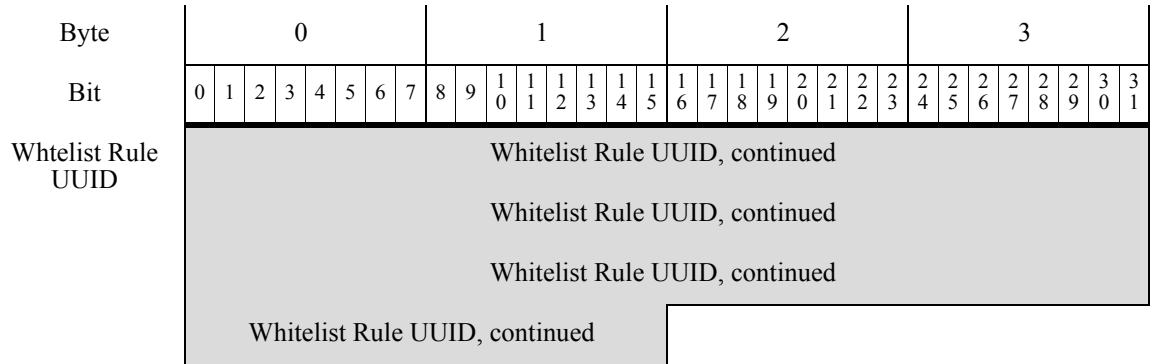 Byte 0 1 2 3
Bit 0 1 2 3 4 5 6 7 8 9 10 11 12 13 14 15 16 17 18 19 20 21 22 23 24 25 26 27 28 29 30 31
Whtelist Rule
UUID
Whitelist Rule UUID, continued
Whitelist Rule UUID, continued
Whitelist Rule UUID, continued
Whitelist Rule UUID, continued